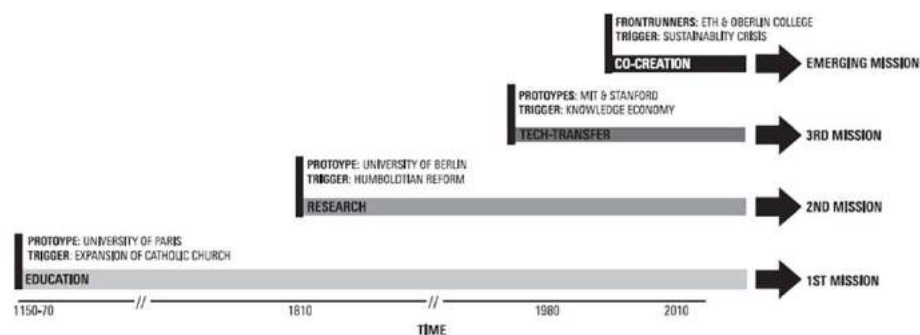 FRONTRUNNERS: ETH & OBERLIN COLLEGE
TRIGGER: SUSTAINABLITY CRISIS
CO-CREATION
EMERGING MISSION
PROTOYPES: MIT & STANFORD
TRIGGER: KNOWLEDGE ECONOMY
TECH-TRANSFER
3RD MISSION
PROTOYPE: UNIVERSITY OF BERLIN
TRIGGER: HUMBOLDTIAN REFORM
RESEARCH
2ND MISSION
PROTOYPE: UNIVERSITY OF PARIS
TRIGGER: EXPANSION OF CATHOLIC CHURCH
EDUCATION
1ST MISSION
1150-70 // 1810 // 1980 2010
TIME